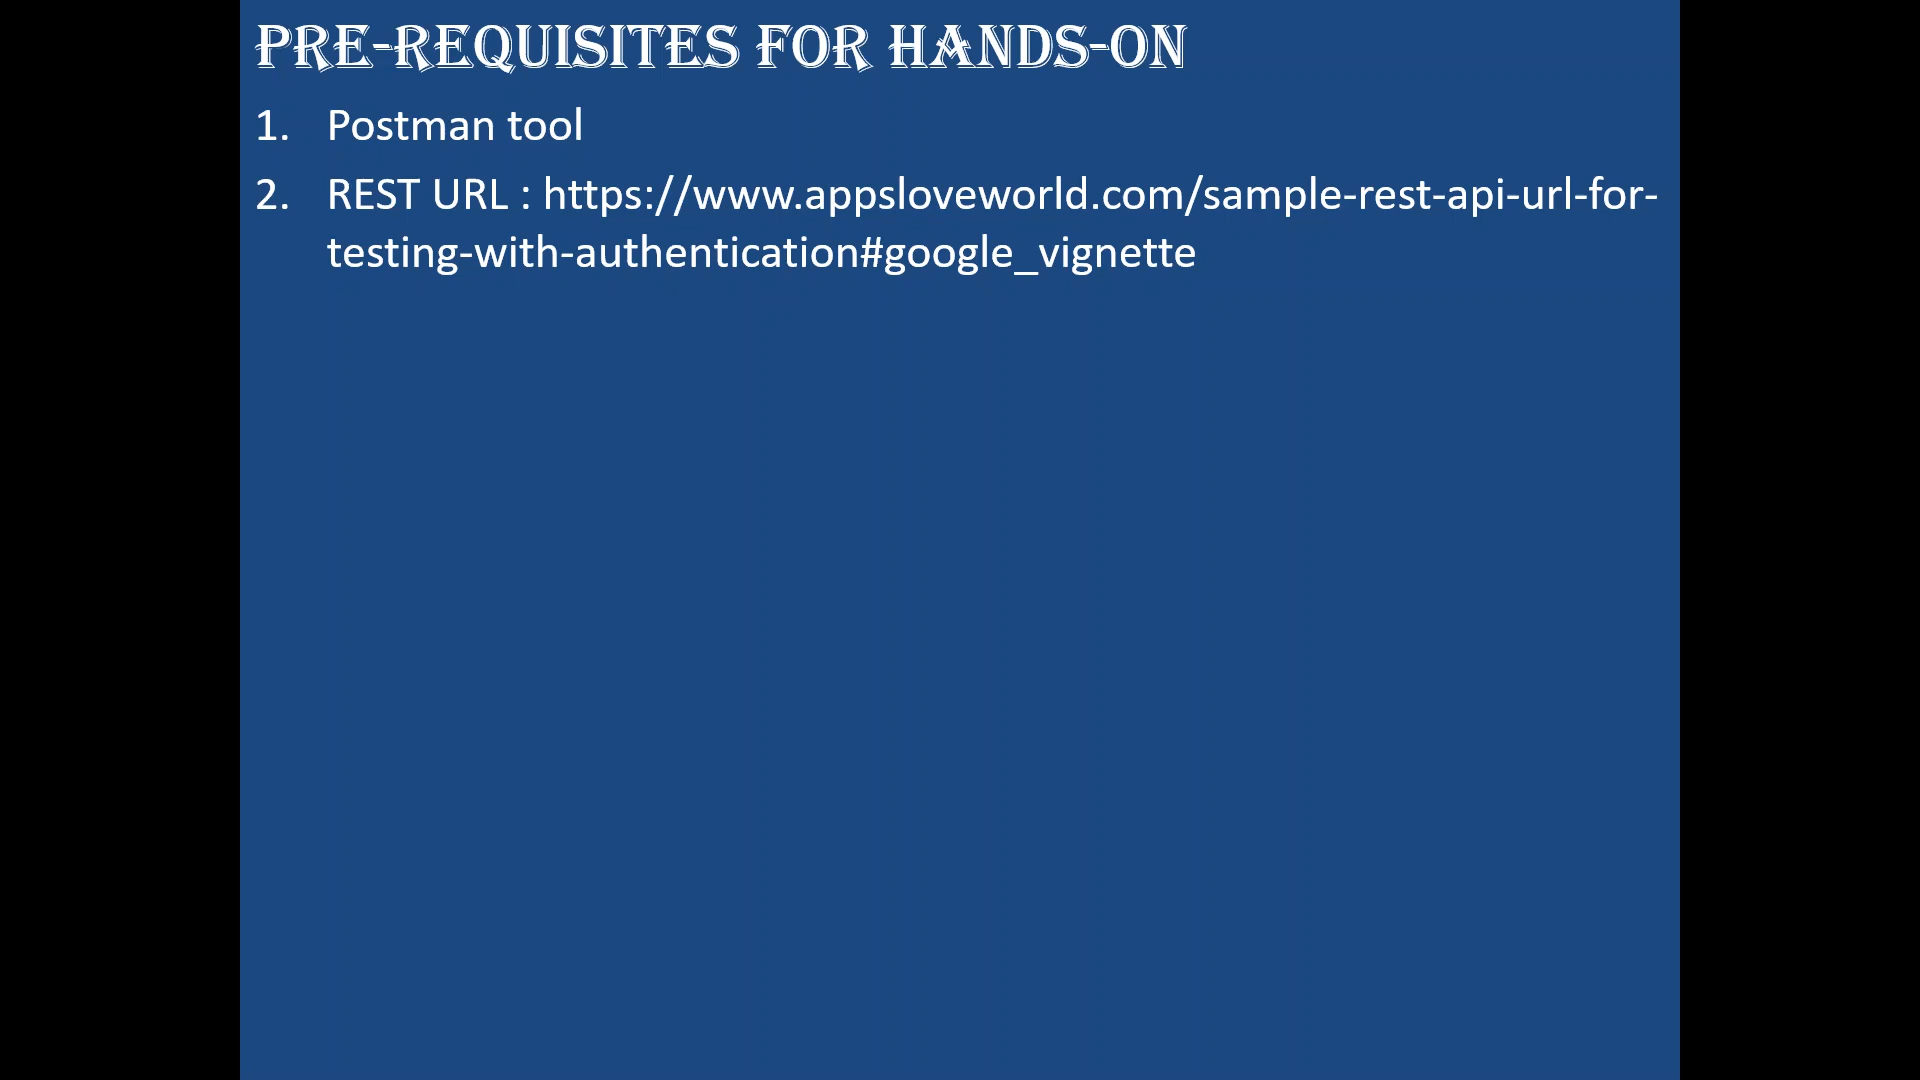 PRE-REQUISITES FOR HANDS-ON
1. Postman tool
2. REST URL : https://www.appsloveworld.com/sample-rest-api-url-for-
testing-with-authentication#google_vignette